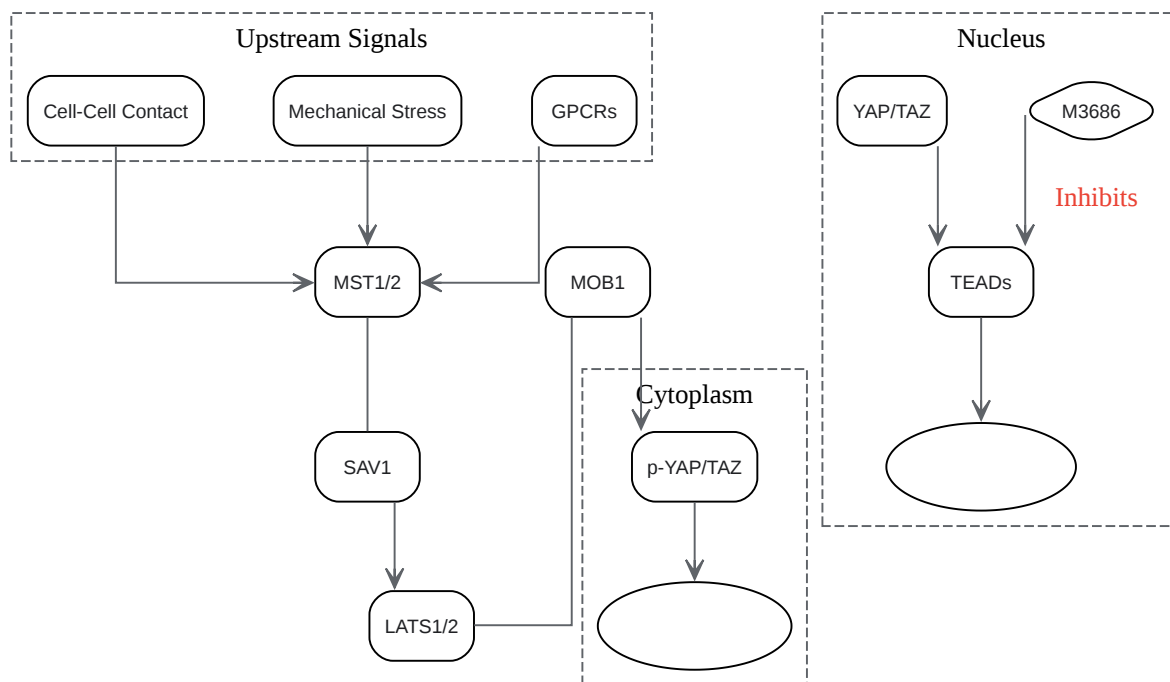 Upstream Signals
Nucleus
Cell-Cell Contact
Mechanical Stress
GPCRs
YAP/TAZ
M3686
Inhibits
MST1/2
MOB1
TEADs
Cytoplasm
SAV1
p-YAP/TAZ
LATS1/2